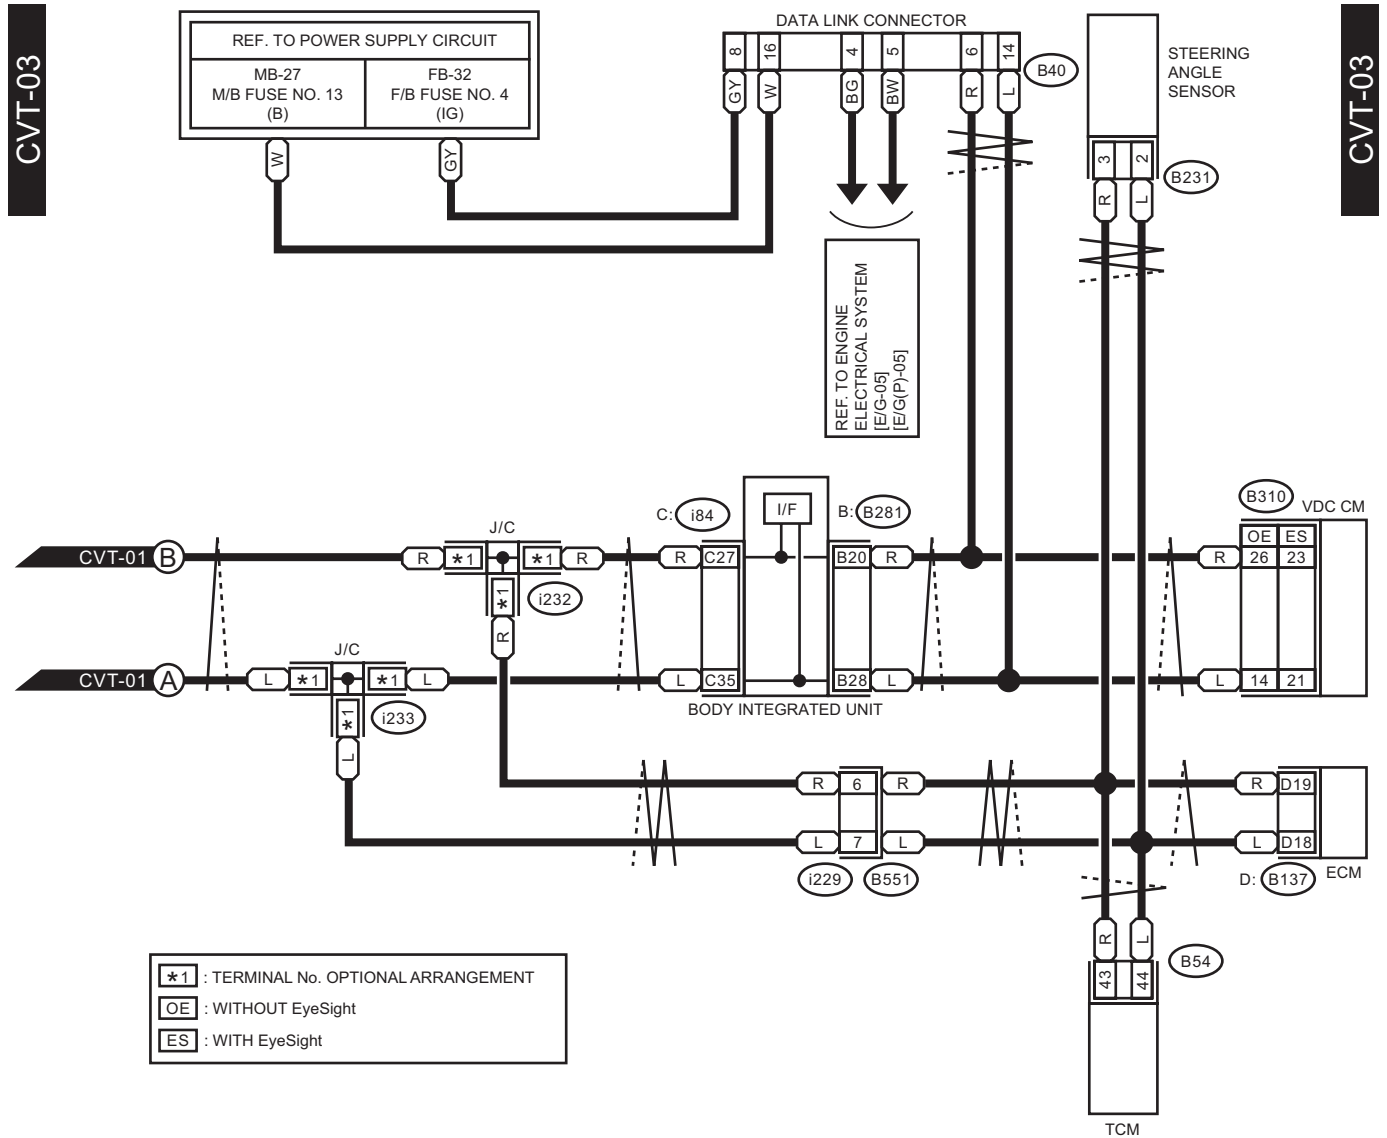 CVT-03
CVT-03
REF. TO POWER SUPPLY CIRCUIT
MB-27
M/B FUSE NO. 13
(B)
FB-32
F/B FUSE NO. 4
(IG)
W
GY
DATA LINK CONNECTOR
8
16
4
5
6
14
B40
GY
W
BG
BW
R
L
STEERING
ANGLE
SENSOR
3
2
B231
R
L
REF. TO ENGINE
ELECTRICAL SYSTEM
[E/G-05]
[E/G(P)-05]
CVT-01 B
R
*1
J/C
*1
R
*1
i232
R
C: i84
R
C27
I/F
B: B281
B20
R
B310
VDC CM
OE ES
R
26 23
CVT-01 A
L
*1
J/C
*1
L
*1
i233
L
L
C35
B28
L
BODY INTEGRATED UNIT
L
14 21
R
6
R
L
7
L
i229
B551
R
D19
L
D18
D: B137
ECM
R
L
B54
43
44
TCM
*1 : TERMINAL No. OPTIONAL ARRANGEMENT
OE : WITHOUT EyeSight
ES : WITH EyeSight